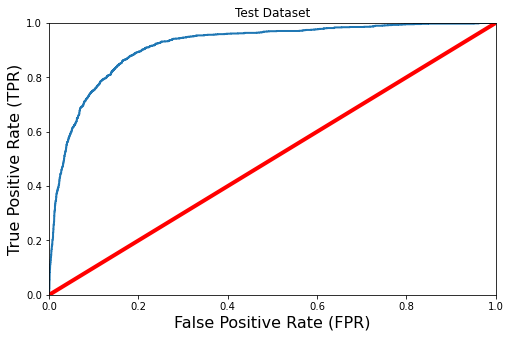 Test Dataset
True Positive Rate (TPR)
1.0
0.8
0.6
0.4
0.2
0.0
0.0 0.2 0.4 0.6 0.8 1.0
False Positive Rate (FPR)